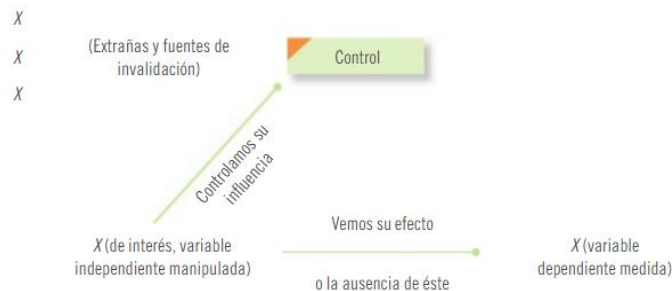 X
X
X
(Extrañas y fuentes de
invalidación)
Control
Controlamos su
influencia
X (de interés, variable
independiente manipulada)
Vemos su efecto
o la ausencia de éste
X (variable
dependiente medida)